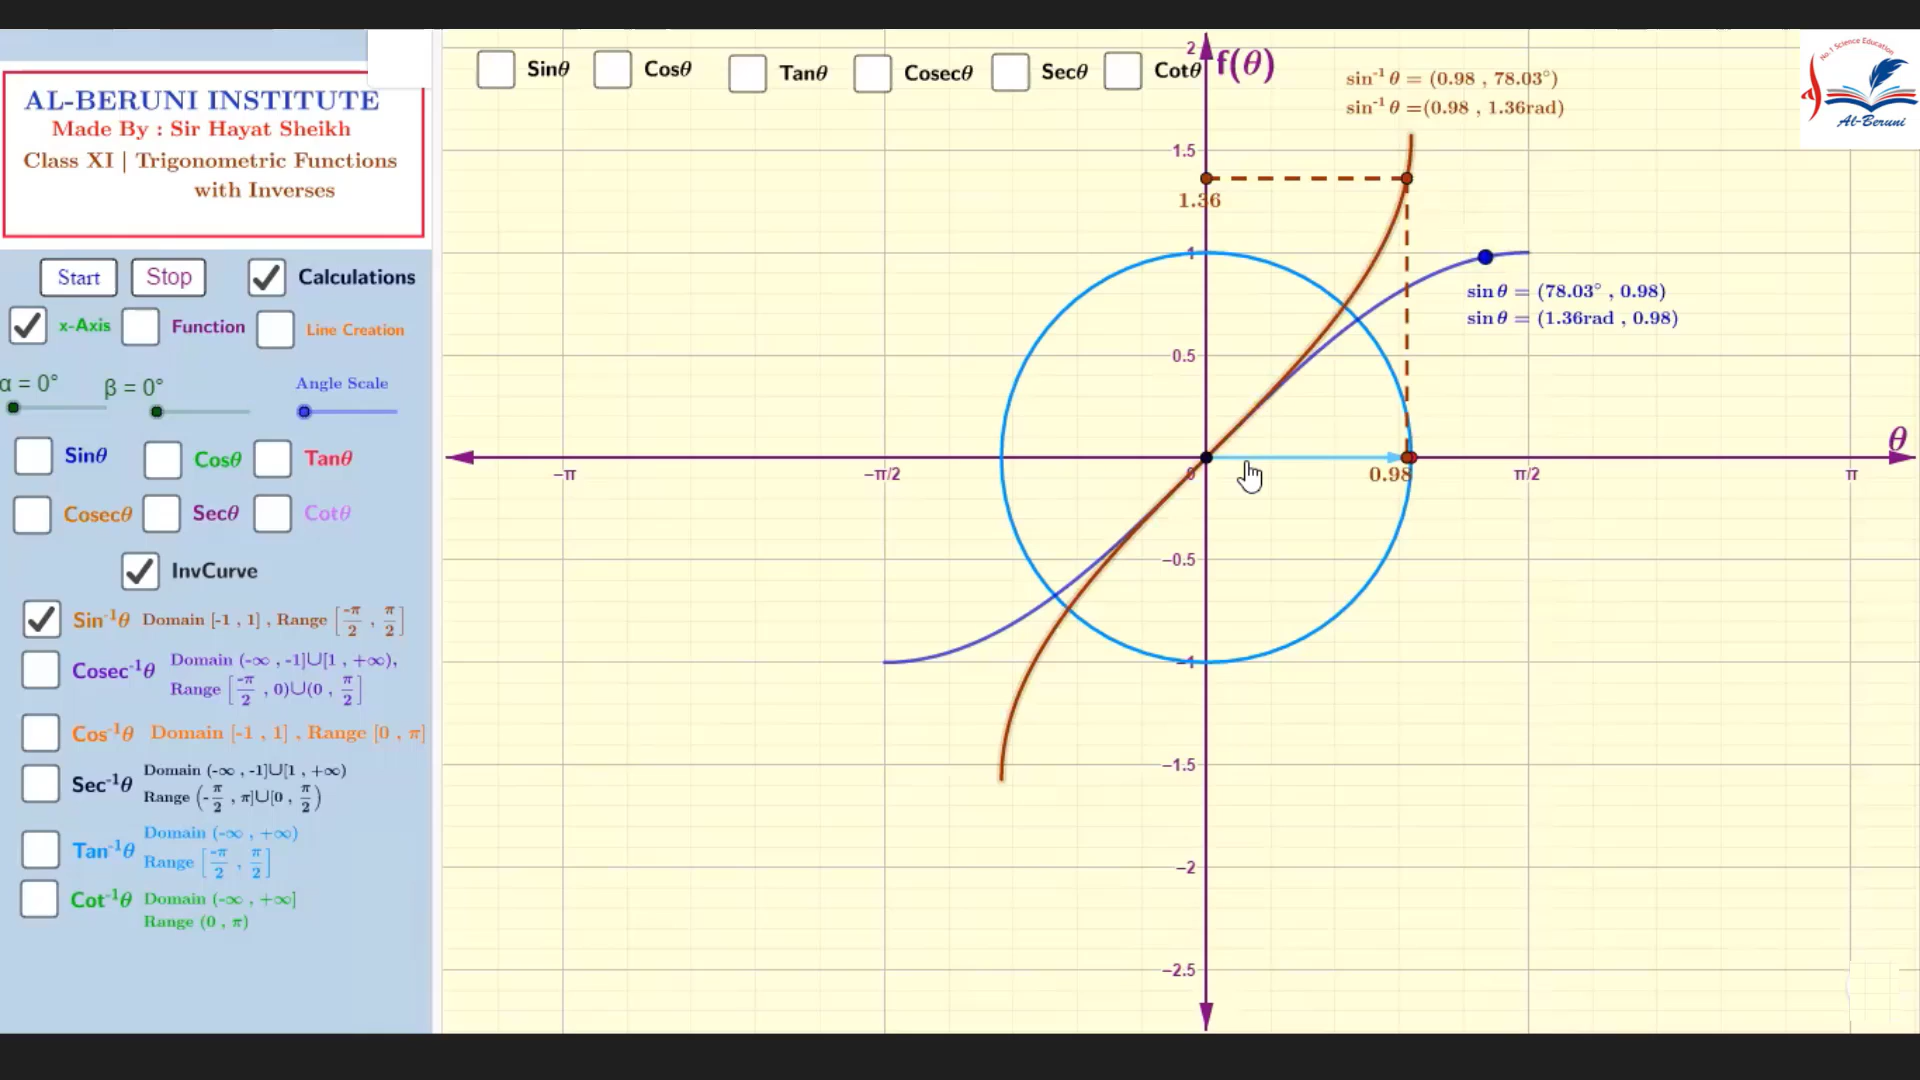 AL-BERUNI INSTITUTE
Made By : Sir Hayat Sheikh
Class XI | Trigonometric Functions
with Inverses
Start
Stop
Calculations
x-Axis
Function
Line Creation
α = 0°
β = 0°
Angle Scale
Sinθ
Cosθ
Tanθ
Cosecθ
Secθ
Cotθ
InvCurve
Sin⁻¹θ Domain [-1 , 1] , Range [-π/2 , π/2]
Cosec⁻¹θ Domain (-∞ , -1]∪[1 , +∞),
Range [-π/2 , 0)∪(0 , π/2]
Cos⁻¹θ Domain [-1 , 1] , Range [0 , π]
Sec⁻¹θ Domain (-∞ , -1]∪[1 , +∞)
Range (-π/2 , π]∪[0 , π/2)
Tan⁻¹θ Domain (-∞ , +∞)
Range [-π/2 , π/2]
Cot⁻¹θ Domain (-∞ , +∞]
Range (0 , π)
Sinθ
Cosθ
Tanθ
Cosecθ
Secθ
Cotθ
f(θ)
sin⁻¹ θ = (0.98 , 78.03°)
sin⁻¹ θ =(0.98 , 1.36rad)
No.1 Science Education
Al-Beruni
2
1.5
1.36
1
sin θ = (78.03° , 0.98)
sin θ = (1.36rad , 0.98)
0.5
θ
−π
−π/2
0
0.98
π/2
π
−0.5
−1
−1.5
−2
−2.5